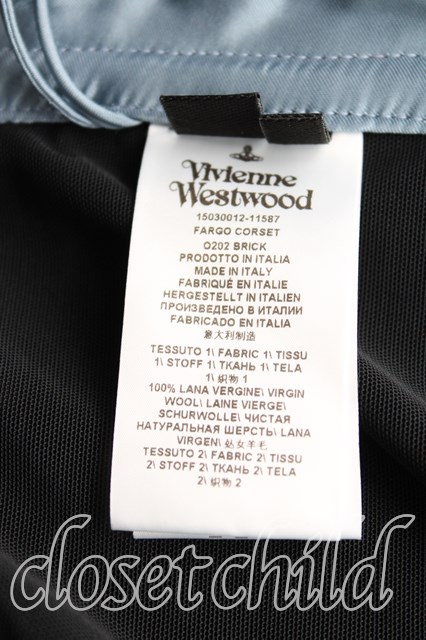 Vivienne
Westwood
15030012-11587
FARGO CORSET
O202 BRICK
PRODOTTO IN ITALIA
MADE IN ITALY
FABRIQUÉ EN ITALIE
HERGESTELLT IN ITALIEN
ПРОИЗВЕДЕНО В ИТАЛИИ
FABRICADO EN ITALIA
意大利制造
TESSUTO 1\ FABRIC 1\ TISSU
1\ STOFF 1\ ТКАНЬ 1\ TELA
1\ 织物 1
100% LANA VERGINE\ VIRGIN
WOOL\ LAINE VIERGE\
SCHURWOLLE\ ЧИСТАЯ
НАТУРАЛЬНАЯ ШЕРСТЬ\ LANA
VIRGEN\ 处女羊毛
TESSUTO 2\ FABRIC 2\ TISSU
2\ STOFF 2\ ТКАНЬ 2\ TELA
2\ 织物 2
closet child